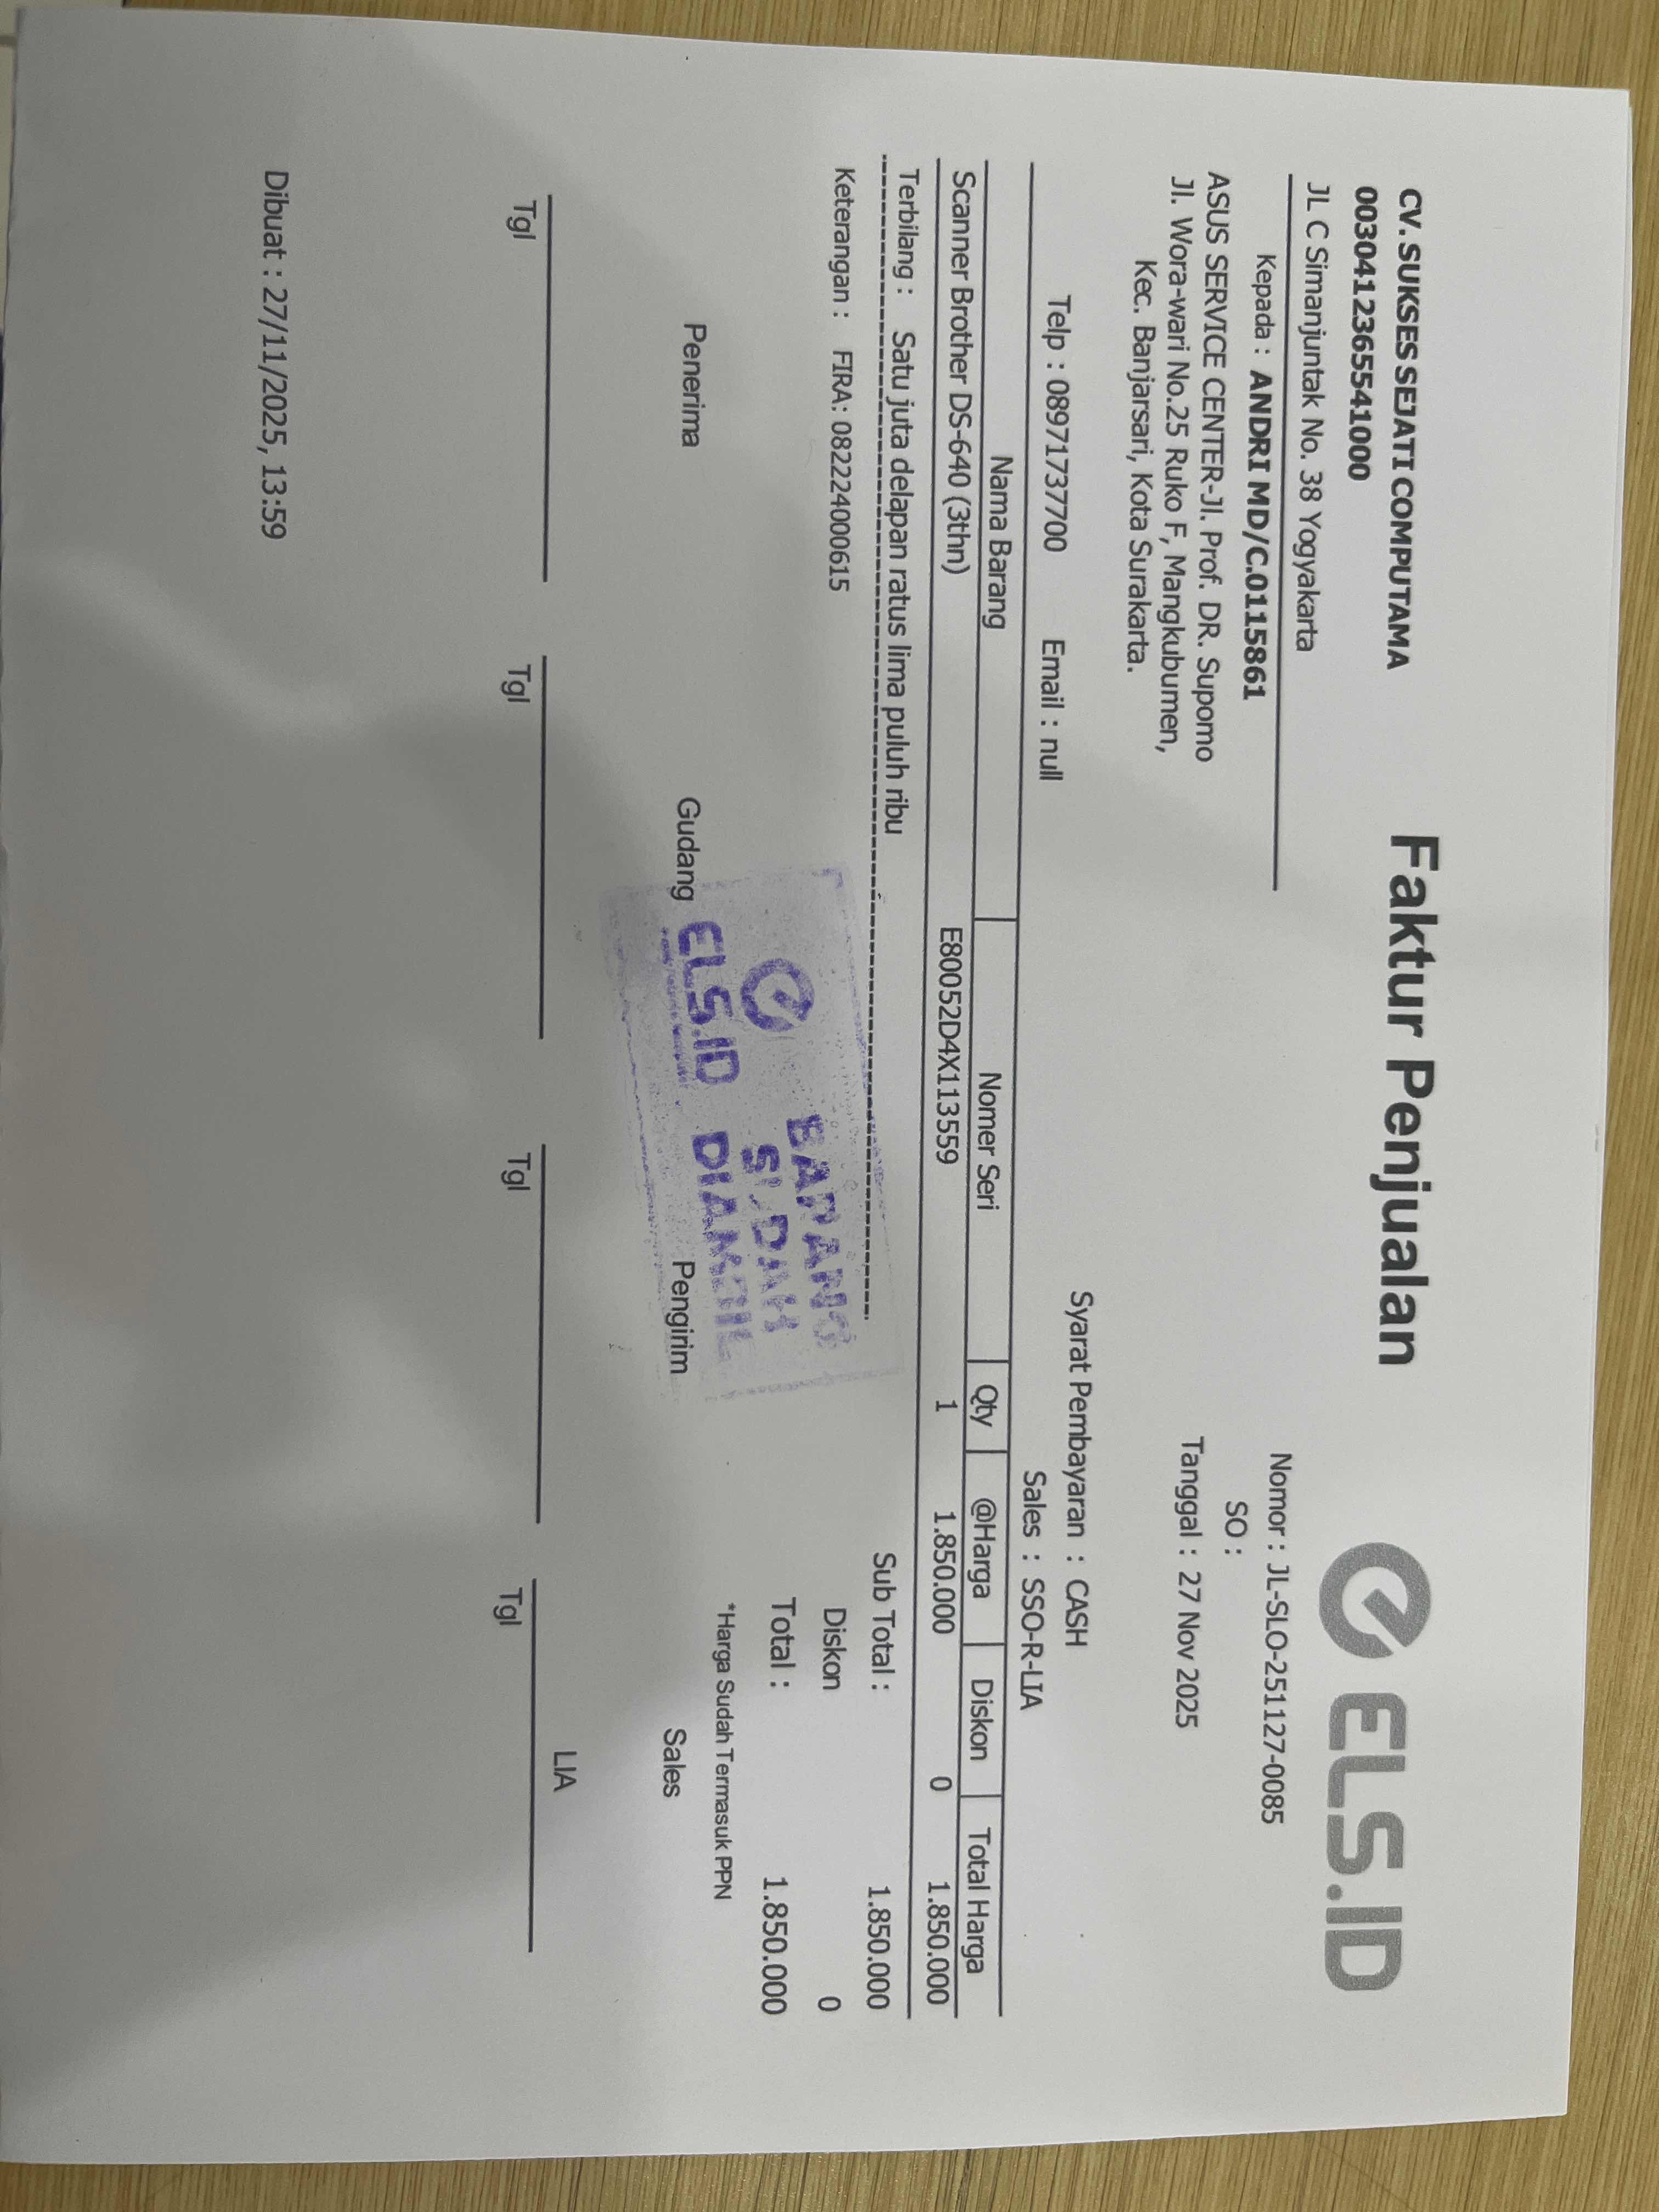 CV. SUKSES SEJATI COMPUTAMA
0030412365541000
JL C Simanjuntak No. 38 Yogyakarta
Faktur Penjualan
ELS.ID
Kepada : ANDRI MD/C.0115861
ASUS SERVICE CENTER-Jl. Prof. DR. Supomo
Jl. Wora-wari No.25 Ruko F, Mangkubumen,
Kec. Banjarsari, Kota Surakarta.
Nomor : JL-SLO-251127-0085
SO :
Tanggal : 27 Nov 2025
Syarat Pembayaran : CASH
Telp : 08971737700 Email : null
Sales : SSO-R-LIA
Nama Barang Nomer Seri Qty @Harga Diskon Total Harga
Scanner Brother DS-640 (3thn) E80052D4X113559 1 1.850.000 0 1.850.000
Terbilang : Satu juta delapan ratus lima puluh ribu
Sub Total : 1.850.000
Keterangan : FIRA: 082224000615
Diskon 0
Total : 1.850.000
*Harga Sudah Termasuk PPN
BARANG
SUDAH
ELS.ID DIAMBIL
Penerima Gudang Pengirim Sales
LIA
Tgl Tgl Tgl Tgl
Dibuat : 27/11/2025, 13:59